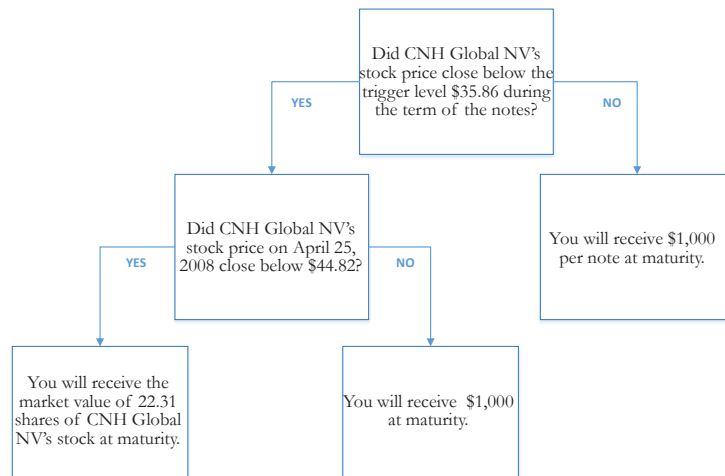 Did CNH Global NV's
stock price close below the
trigger level $35.86 during
the term of the notes?
YES
NO
Did CNH Global NV's
stock price on April 25,
2008 close below $44.82?
You will receive $1,000
per note at maturity.
YES
NO
You will receive the
market value of 22.31
shares of CNH Global
NV's stock at maturity.
You will receive $1,000
at maturity.